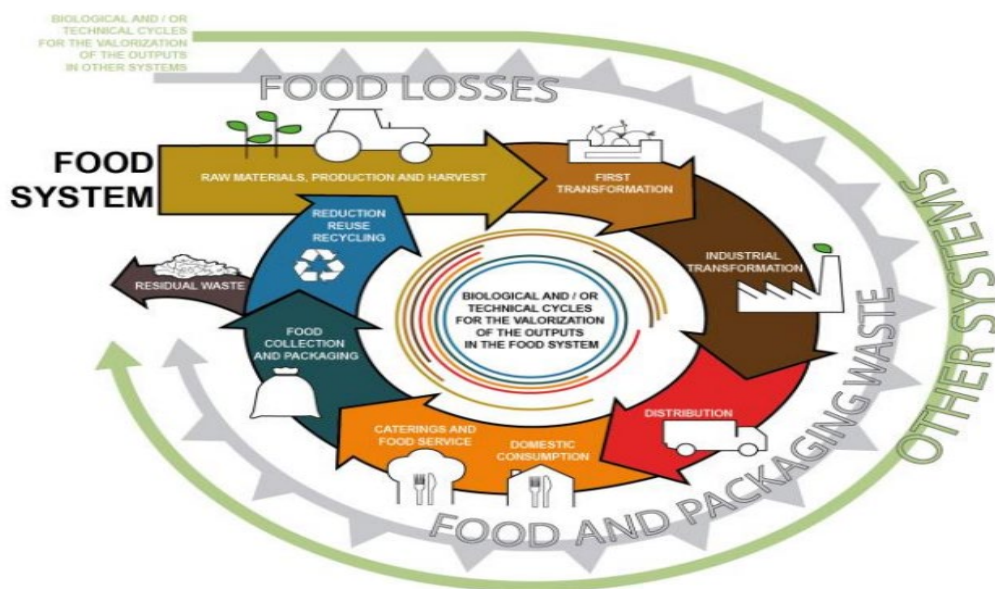 BIOLOGICAL AND / OR
TECHNICAL CYCLES
FOR THE VALORIZATION
OF THE OUTPUTS
IN OTHER SYSTEMS
FOOD LOSSES
FOOD
SYSTEM
RAW MATERIALS, PRODUCTION AND HARVEST
FIRST
TRANSFORMATION
INDUSTRIAL
TRANSFORMATION
DISTRIBUTION
DOMESTIC
CONSUMPTION
CATERINGS AND
FOOD SERVICE
FOOD
COLLECTION
AND PACKAGING
REDUCTION
REUSE
RECYCLING
RESIDUAL WASTE
BIOLOGICAL AND / OR
TECHNICAL CYCLES
FOR THE VALORIZATION
OF THE OUTPUTS
IN THE FOOD SYSTEM
FOOD AND PACKAGING WASTE
OTHER SYSTEMS